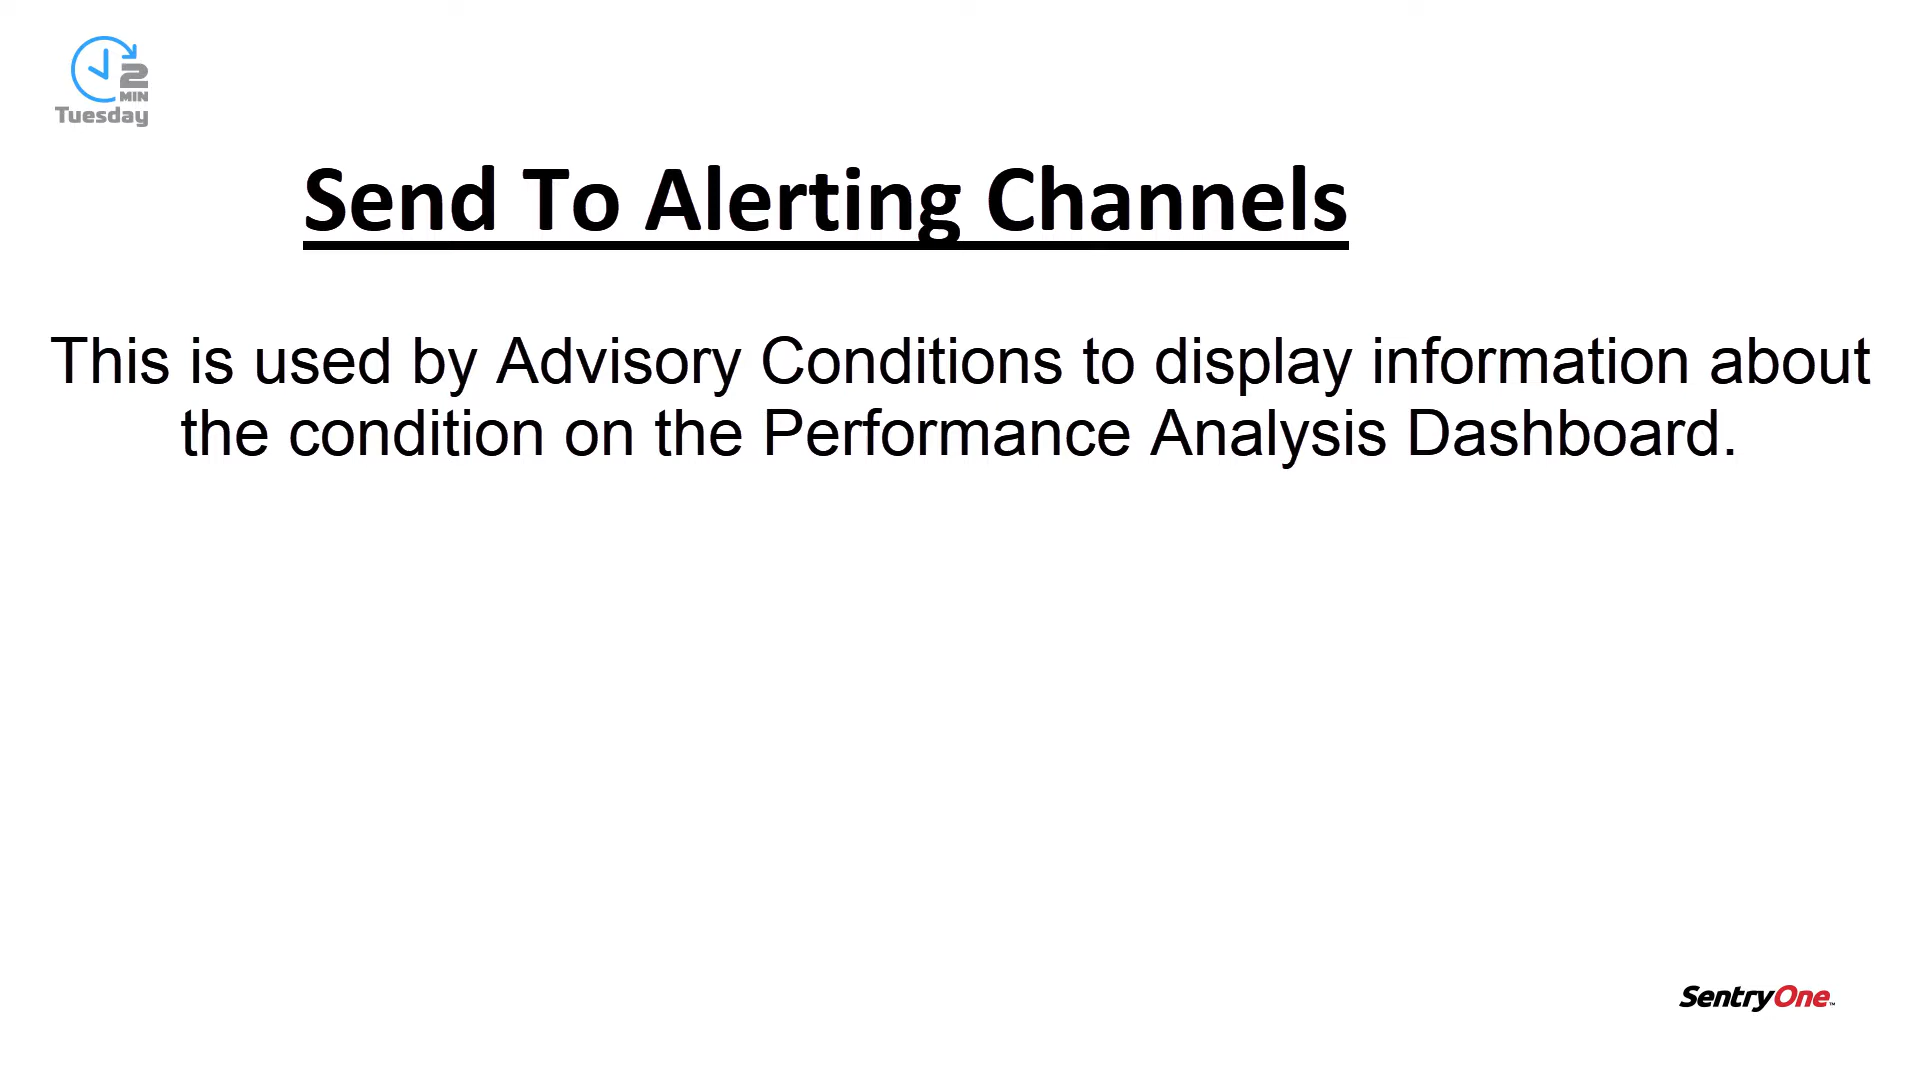 2
MIN
Tuesday
Send To Alerting Channels
This is used by Advisory Conditions to display information about
the condition on the Performance Analysis Dashboard.
SentryOne™